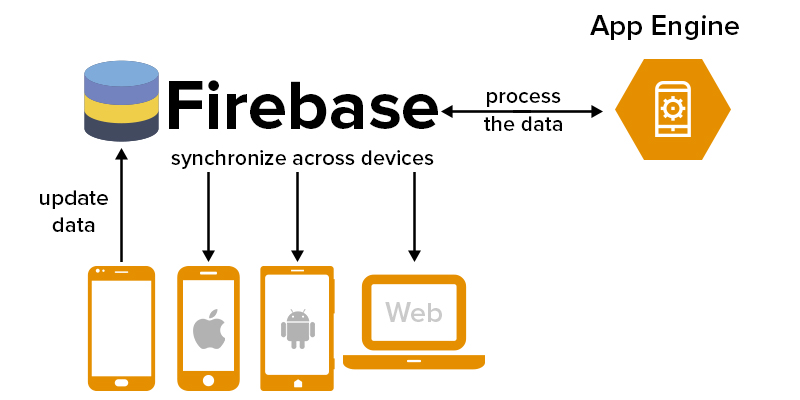 App Engine
Firebase
process
the data
synchronize across devices
update
data
Web